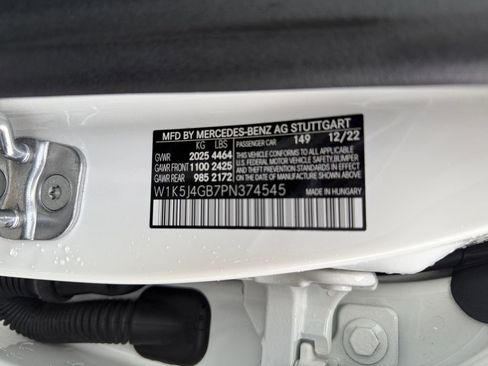 MFD BY MERCEDES-BENZ AG STUTTGART
KG LBS PASSENGER CAR 149 12/22
GVWR 2025 4464 THIS VEHICLE CONFORMS TO ALL APPLICABLE
GAWR FRONT 1100 2425 U.S. FEDERAL MOTOR VEHICLE SAFETY, BUMPER
GAWR REAR 985 2172 AND THEFT PREVENTION STANDARDS IN EFFECT
ON THE DATE OF MANUFACTURE SHOWN ABOVE.
W1K5J4GB7PN374545 MADE IN HUNGARY